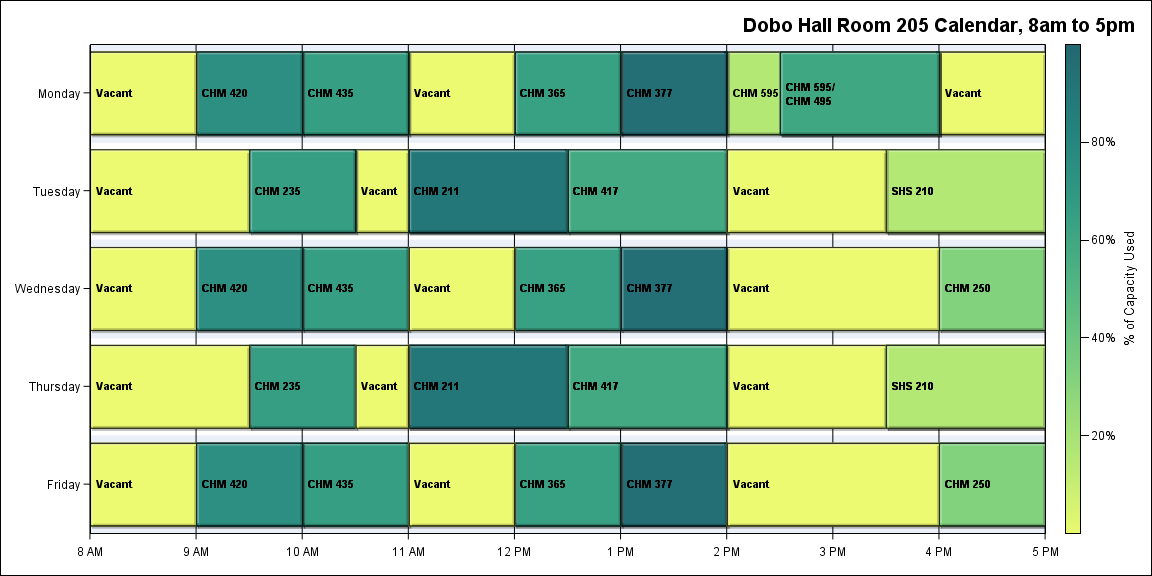 Dobo Hall Room 205 Calendar, 8am to 5pm
Monday
Vacant
CHM 420
CHM 435
Vacant
CHM 365
CHM 377
CHM 595
CHM 595/
CHM 495
Vacant
Tuesday
Vacant
CHM 235
Vacant
CHM 211
CHM 417
Vacant
SHS 210
Wednesday
Vacant
CHM 420
CHM 435
Vacant
CHM 365
CHM 377
Vacant
CHM 250
Thursday
Vacant
CHM 235
Vacant
CHM 211
CHM 417
Vacant
SHS 210
Friday
Vacant
CHM 420
CHM 435
Vacant
CHM 365
CHM 377
Vacant
CHM 250
8 AM
9 AM
10 AM
11 AM
12 PM
1 PM
2 PM
3 PM
4 PM
5 PM
80%
60%
40%
20%
% of Capacity Used